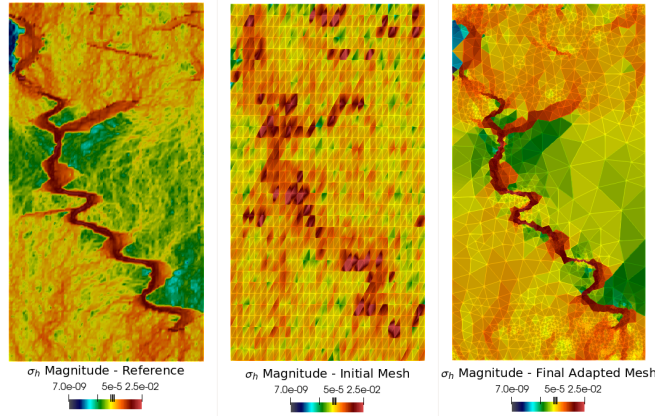 σh Magnitude - Reference
7.0e-09 5e-5 2.5e-02
σh Magnitude - Initial Mesh
7.0e-09 5e-5 2.5e-02
σh Magnitude - Final Adapted Mesh
7.0e-09 5e-5 2.5e-02